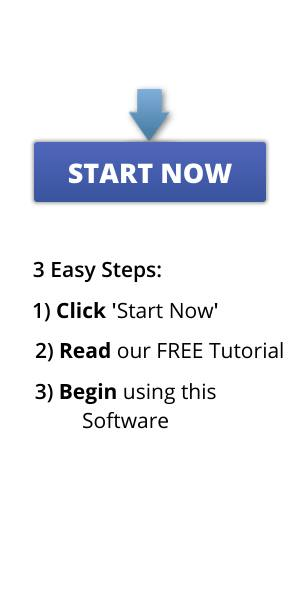 START NOW
3 Easy Steps:
1) Click 'Start Now'
2) Read our FREE Tutorial
3) Begin using this
Software